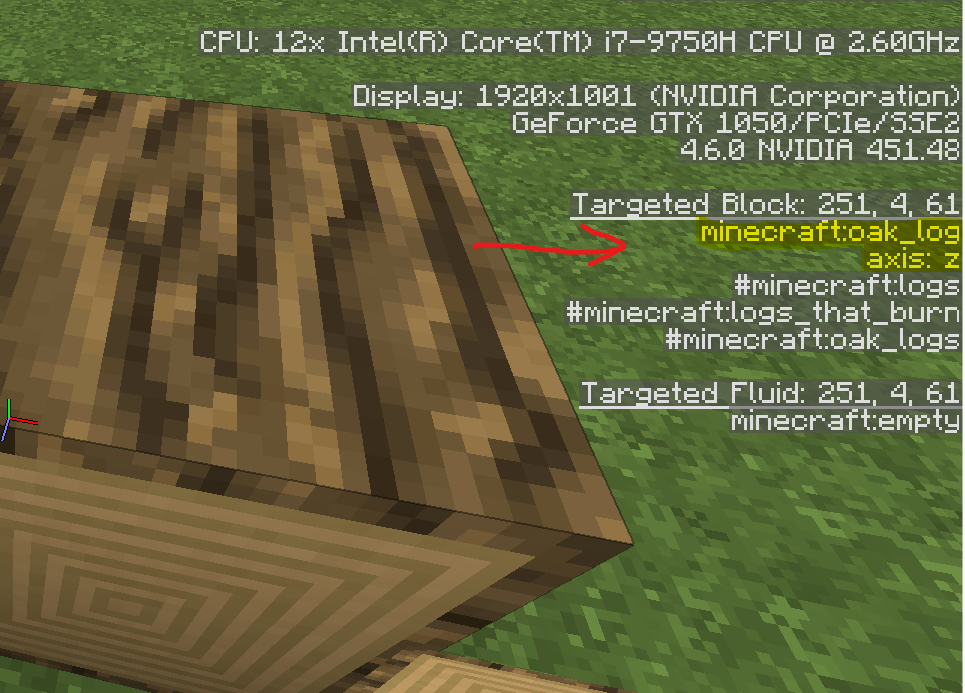 CPU: 12x Intel(R) Core(TM) i7-9750H CPU @ 2.60GHz
Display: 1920x1001 (NVIDIA Corporation)
GeForce GTX 1050/PCIe/SSE2
4.6.0 NVIDIA 451.48
Targeted Block: 251, 4, 61
minecraft:oak_log
axis: z
#minecraft:logs
#minecraft:logs_that_burn
#minecraft:oak_logs
Targeted Fluid: 251, 4, 61
minecraft:empty